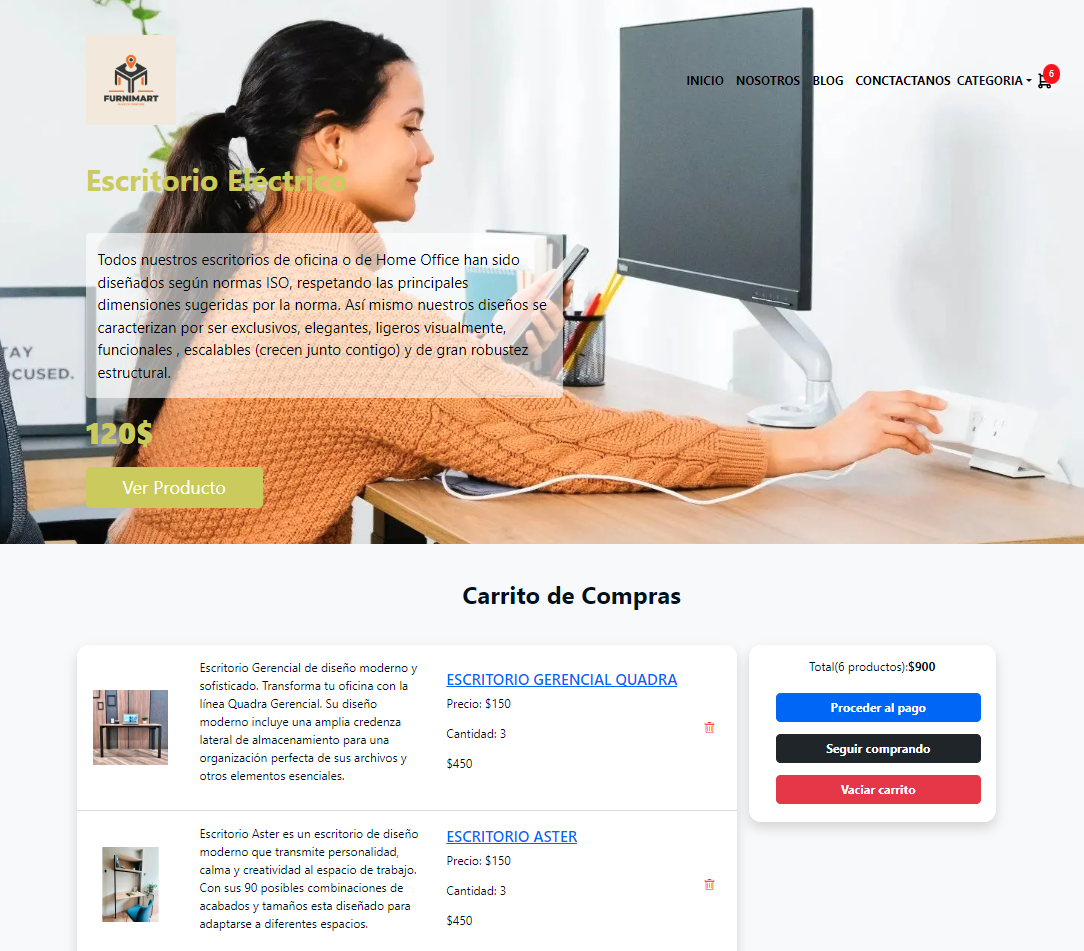 FURNIMART
INICIO NOSOTROS BLOG CONCTACTANOS CATEGORIA 6
Escritorio Eléctrico
Todos nuestros escritorios de oficina o de Home Office han sido
diseñados según normas ISO, respetando las principales
dimensiones sugeridas por la norma. Así mismo nuestros diseños se
caracterizan por ser exclusivos, elegantes, ligeros visualmente,
funcionales , escalables (crecen junto contigo) y de gran robustez
estructural.
TAY
OCUSED.
120$
Ver Producto
Carrito de Compras
Escritorio Gerencial de diseño moderno y
sofisticado. Transforma tu oficina con la
línea Quadra Gerencial. Su diseño
moderno incluye una amplia credenza
lateral de almacenamiento para una
organización perfecta de sus archivos y
otros elementos esenciales.
ESCRITORIO GERENCIAL QUADRA
Precio: $150
Cantidad: 3
$450
Escritorio Aster es un escritorio de diseño
moderno que transmite personalidad,
calma y creatividad al espacio de trabajo.
Con sus 90 posibles combinaciones de
acabados y tamaños esta diseñado para
adaptarse a diferentes espacios.
ESCRITORIO ASTER
Precio: $150
Cantidad: 3
$450
Total(6 productos):$900
Proceder al pago
Seguir comprando
Vaciar carrito